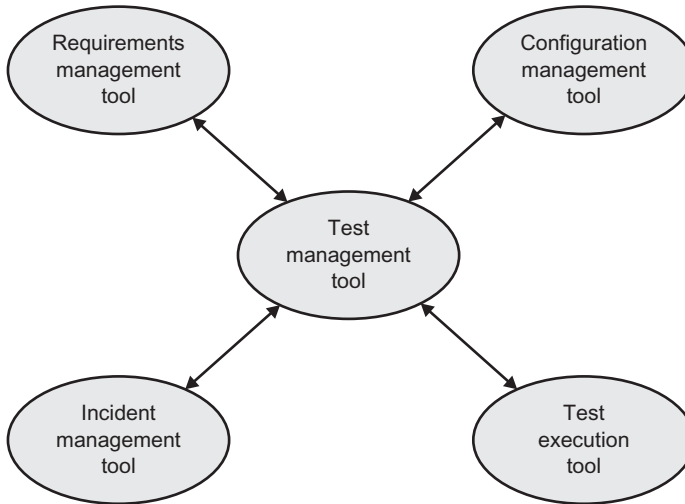 Requirements
management
tool
Configuration
management
tool
Test
management
tool
Incident
management
tool
Test
execution
tool